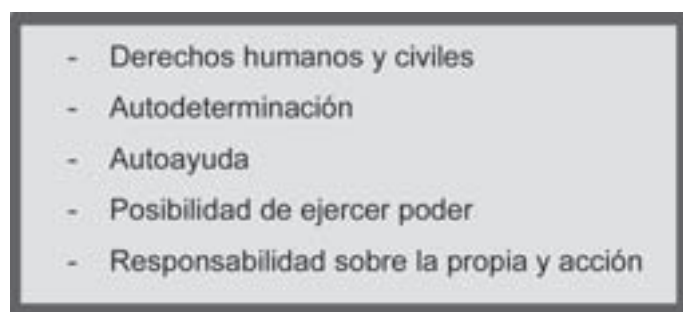 - Derechos humanos y civiles
- Autodeterminación
- Autoayuda
- Posibilidad de ejercer poder
- Responsabilidad sobre la propia y acción